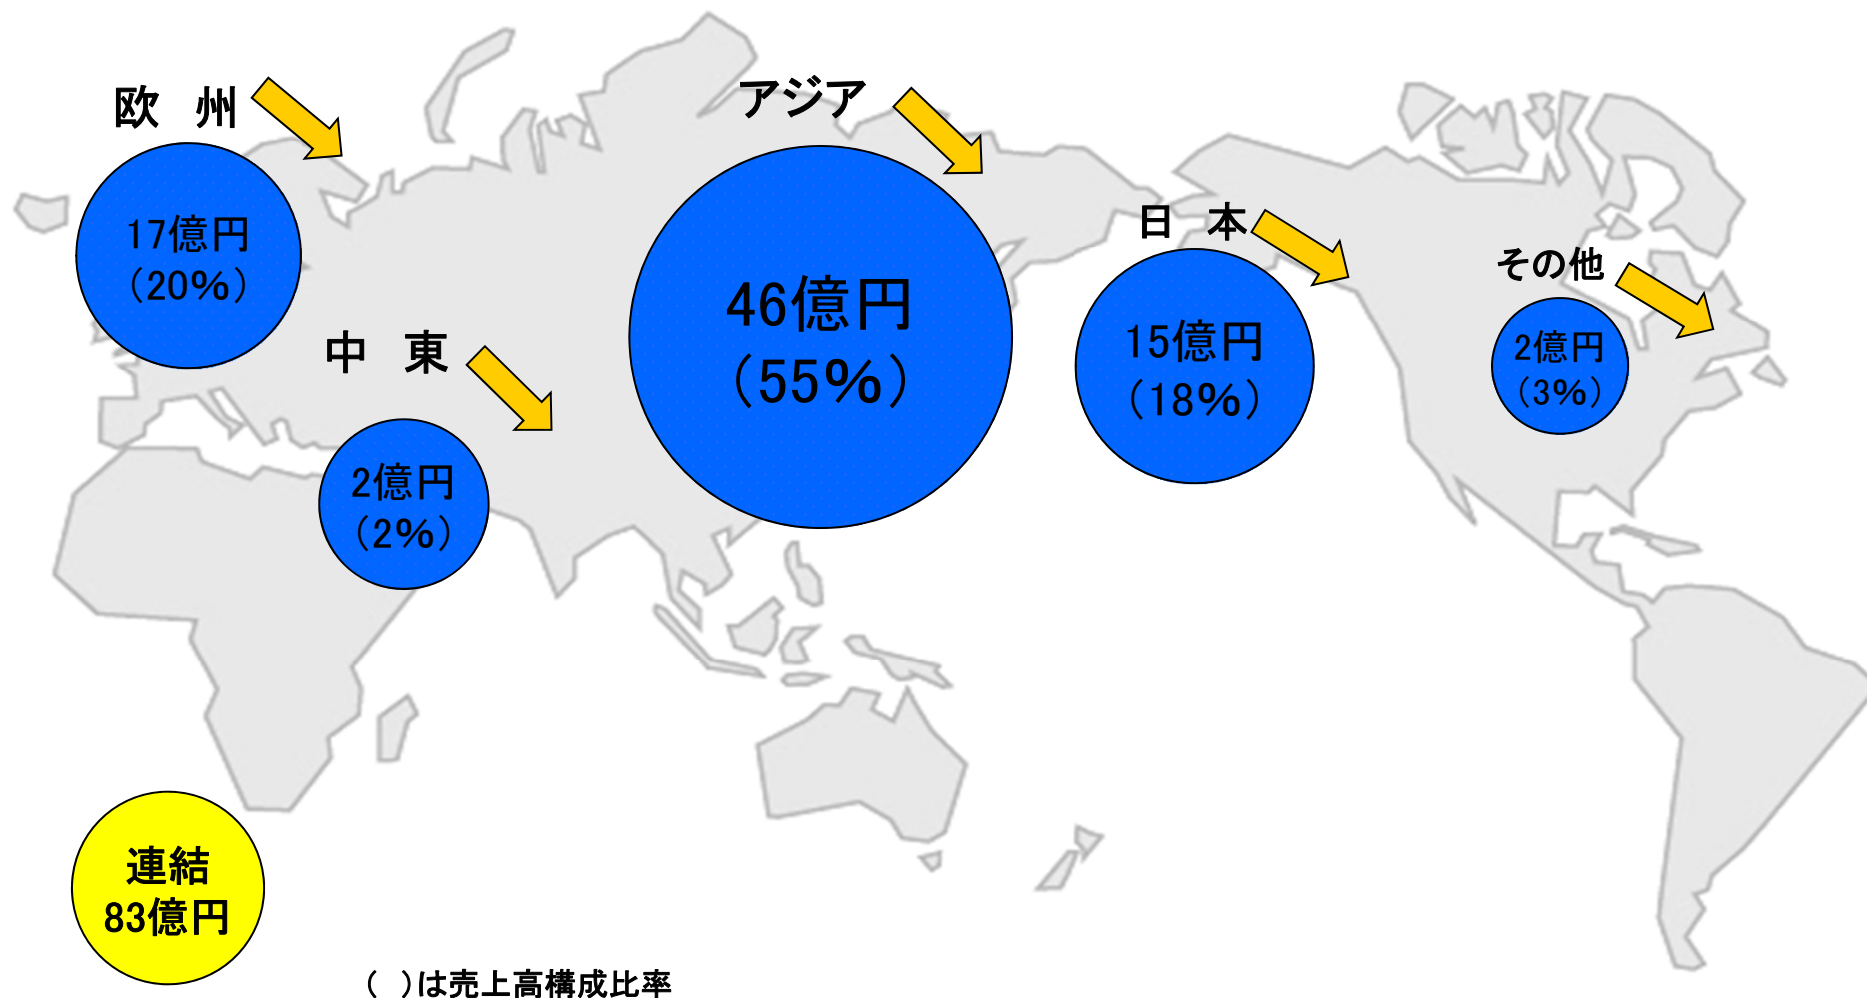 欧　州
17億円
（20%）
中　東
2億円
（2%）
アジア
46億円
（55%）
日　本
15億円
（18%）
その他
2億円
（3%）
連結
83億円
（　）は売上高構成比率